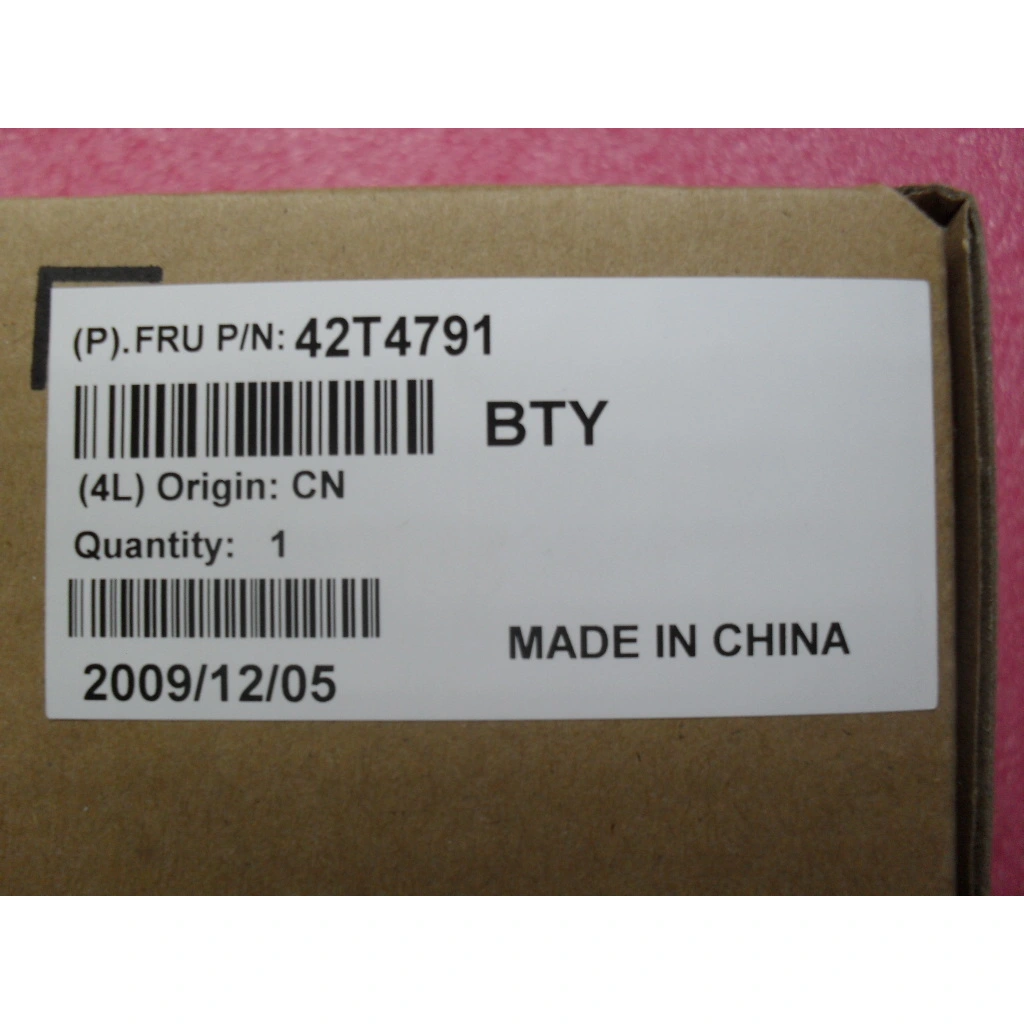 (P).FRU P/N: 42T4791
BTY
(4L) Origin: CN
Quantity: 1
MADE IN CHINA
2009/12/05